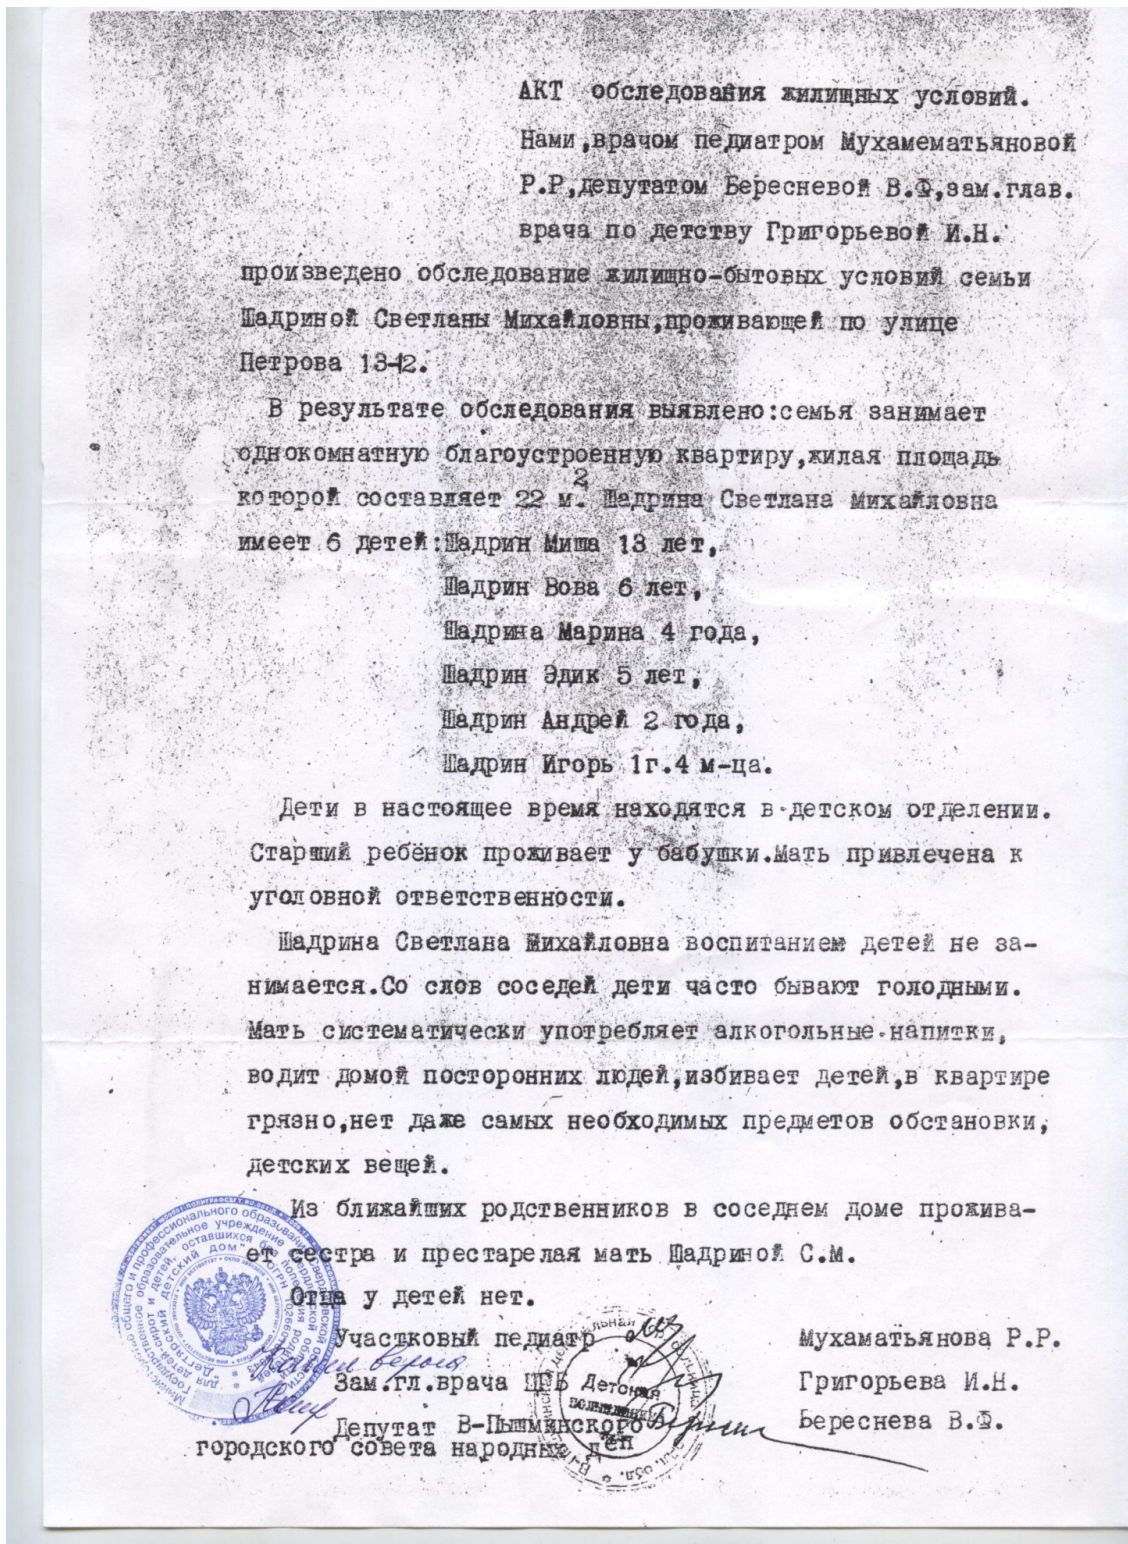 АКТ обследования жилищных условий.
Нами,врачом педиатром Мухамематьяновой
Р.Р,депутатом Бересневой В.Ф,зам.глав.
врача по детству Григорьевой И.Н.
произведено обследование жилищно-бытовых условий семьи
Шадриной Светланы Михайловны,проживающей по улице
Петрова 13-12.
В результате обследования выявлено:семья занимает
однокомнатную благоустроенную квартиру,жилая площадь
которой составляет 22 м2. Шадрина Светлана Михайловна
имеет 6 детей:Шадрин Миша 13 лет,
Шадрин Вова 6 лет,
Шадрина Марина 4 года,
Шадрин Эдик 5 лет,
Шадрин Андрей 2 года,
Шадрин Игорь 1г.4 м-ца.
Дети в настоящее время находятся в детском отделении.
Старший ребёнок проживает у бабушки.Мать привлечена к
уголовной ответственности.
Шадрина Светлана Михайловна воспитанием детей не за-
нимается.Со слов соседей дети часто бывают голодными.
Мать систематически употребляет алкогольные напитки,
водит домой посторонних людей,избивает детей,в квартире
грязно,нет даже самых необходимых предметов обстановки,
детских вещей.
Из ближайших родственников в соседнем доме прожива-
ет сестра и престарелая мать Шадриной С.М.
Отца у детей нет.
Участковый педиатр Мухаматьянова Р.Р.
Копия верна
Зам.гл.врача ЦРБ Григорьева И.Н.
Депутат В-Пышминского Береснева В.Ф.
городского совета народных деп
Детская
"Дегтярский детский дом"